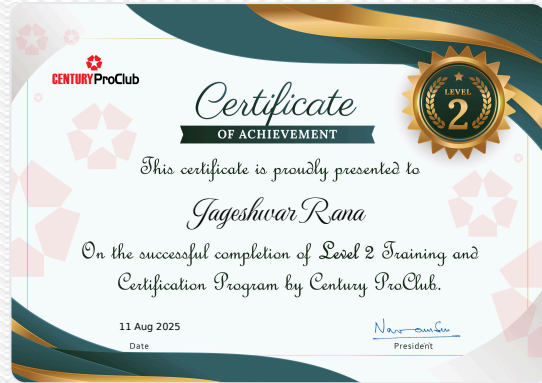 CENTURY ProClub
Certificate
OF ACHIEVEMENT
LEVEL
2
This certificate is proudly presented to
Jageshwar Rana
On the successful completion of Level 2 Training and
Certification Program by Century ProClub.
11 Aug 2025
Date
President